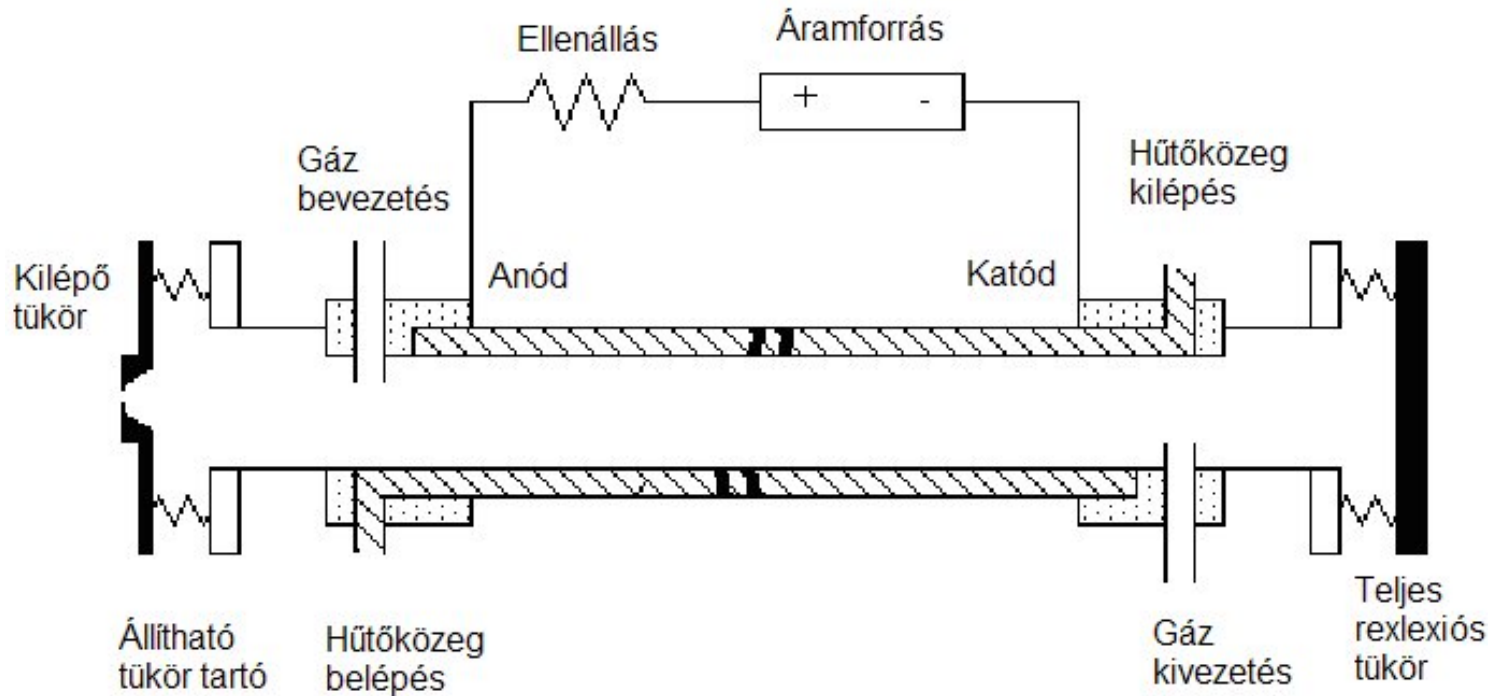 Ellenállás
Áramforrás
+ -
Gáz
bevezetés
Hűtőközeg
kilépés
Kilépő
tükör
Anód
Katód
Állítható
tükör tartó
Hűtőközeg
belépés
Gáz
kivezetés
Teljes
rexlexiós
tükör